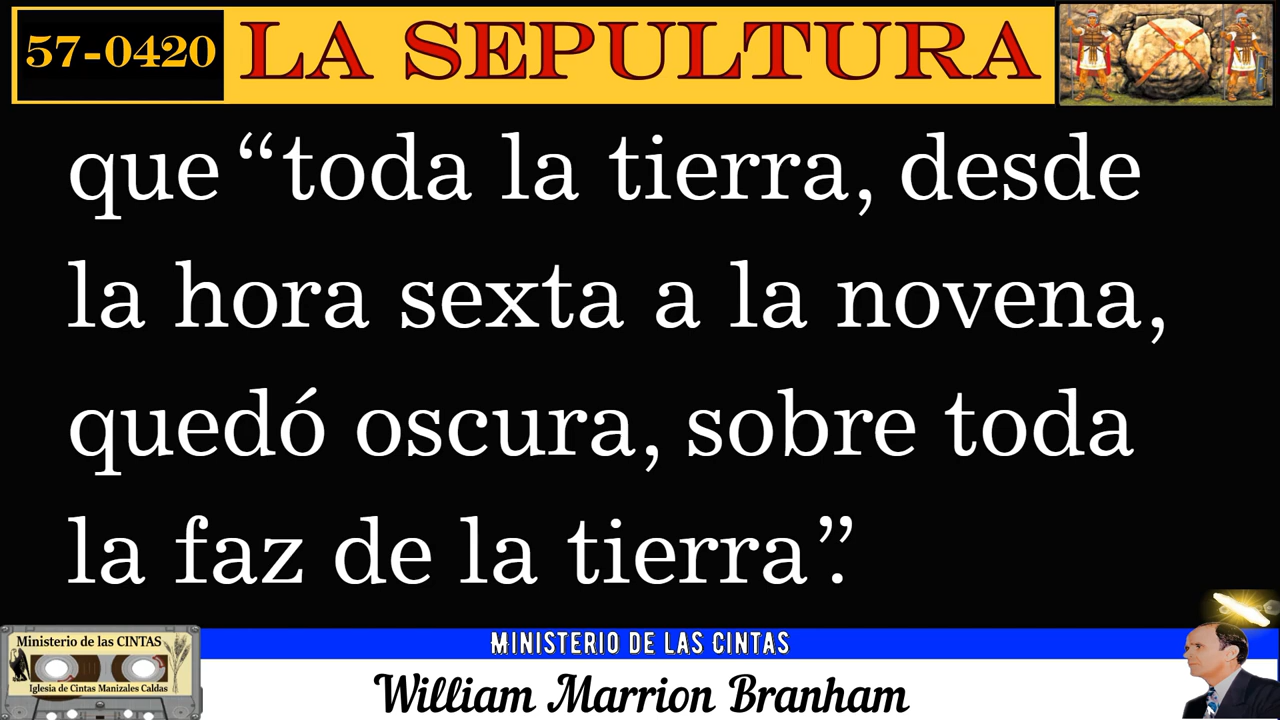 57-0420 LA SEPULTURA
que “toda la tierra, desde
la hora sexta a la novena,
quedó oscura, sobre toda
la faz de la tierra”.
Ministerio de las CINTAS
Iglesia de Cintas Manizales Caldas
MINISTERIO DE LAS CINTAS
William Marrion Branham